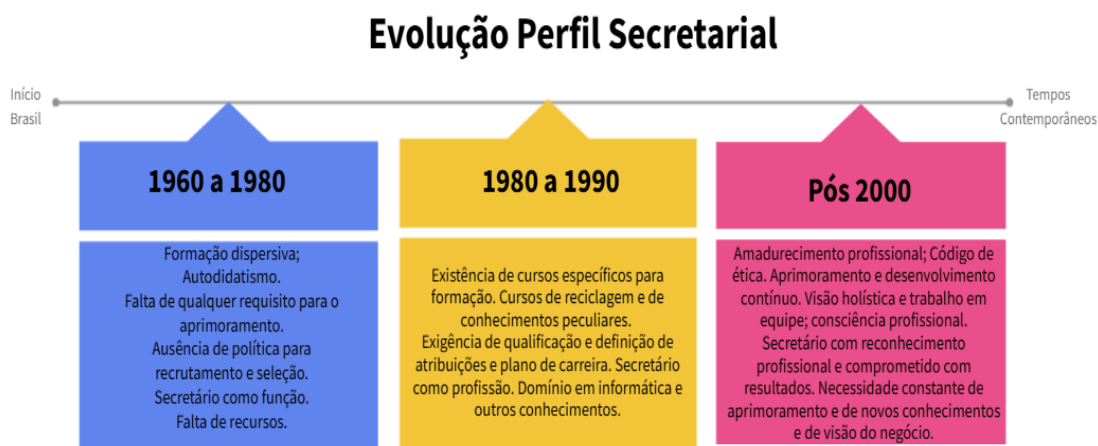 Evolução Perfil Secretarial
Início
Brasil
Tempos
Contemporâneos
1960 a 1980
Formação dispersiva;
Autodidatismo.
Falta de qualquer requisito para o
aprimoramento.
Ausência de política para
recrutamento e seleção.
Secretário como função.
Falta de recursos.
1980 a 1990
Existência de cursos específicos para
formação. Cursos de reciclagem e de
conhecimentos peculiares.
Exigência de qualificação e definição de
atribuições e plano de carreira. Secretário
como profissão. Domínio em informática e
outros conhecimentos.
Pós 2000
Amadurecimento profissional; Código de
ética. Aprimoramento e desenvolvimento
contínuo. Visão holística e trabalho em
equipe; consciência profissional.
Secretário com reconhecimento
profissional e comprometido com
resultados. Necessidade constante de
aprimoramento e de novos conhecimentos
e de visão do negócio.